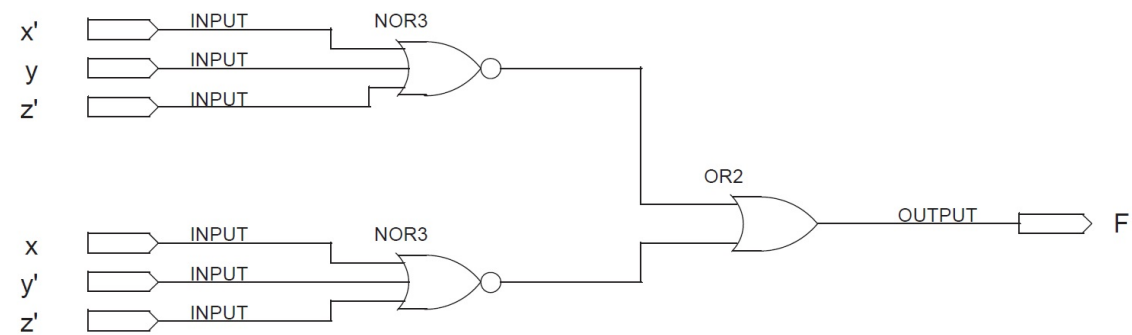 x' INPUT NOR3
y INPUT
z' INPUT
OR2
OUTPUT F
x INPUT NOR3
y' INPUT
z' INPUT